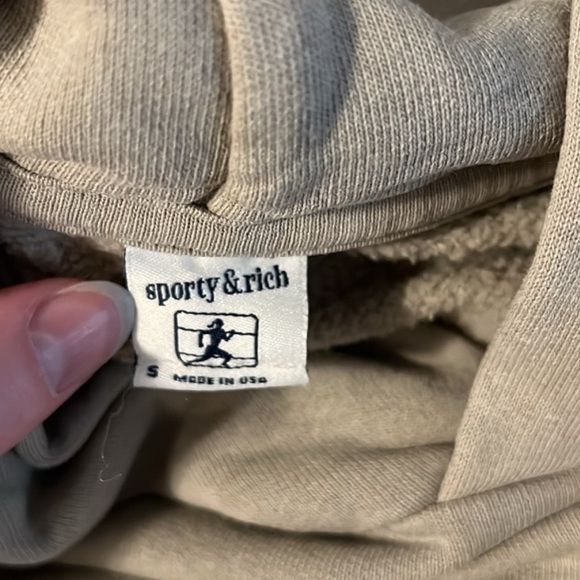 sporty & rich
S MADE IN USA